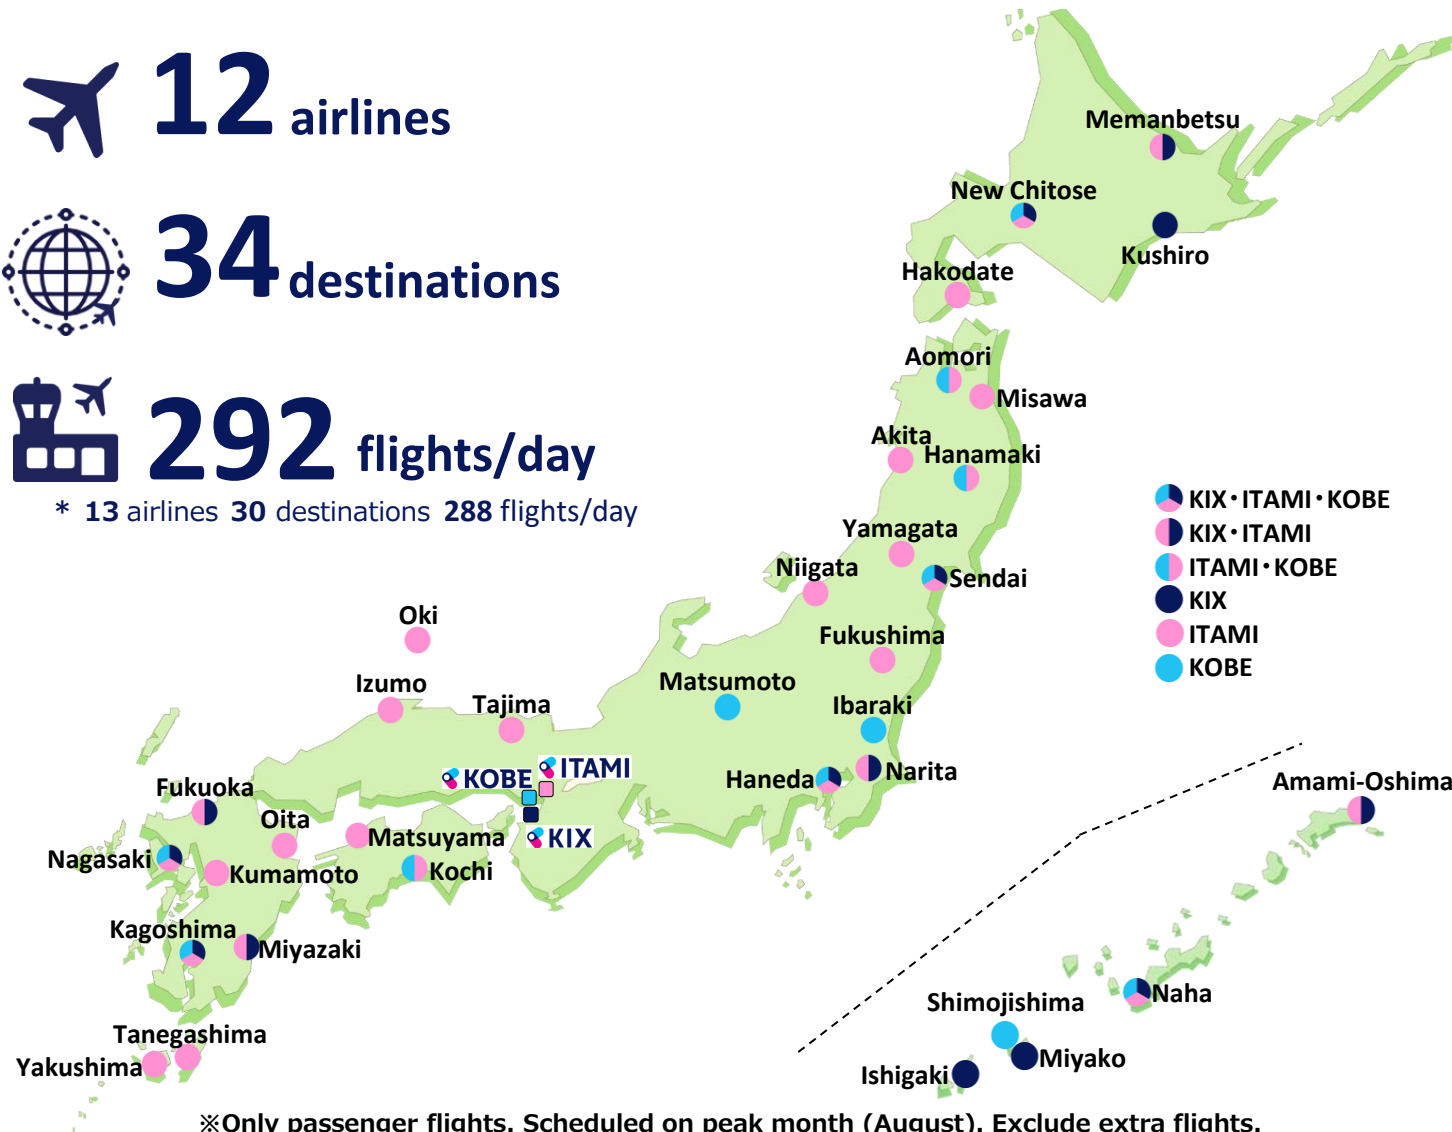 12 airlines
34 destinations
292 flights/day
* 13 airlines 30 destinations 288 flights/day
Memanbetsu
New Chitose
Kushiro
Hakodate
Aomori
Misawa
Akita
Hanamaki
Yamagata
Niigata
Sendai
Fukushima
Oki
Izumo
Tajima
Matsumoto
Ibaraki
Haneda
Narita
KOBE
ITAMI
KIX
Fukuoka
Oita
Matsuyama
Nagasaki
Kumamoto
Kochi
Kagoshima
Miyazaki
Tanegashima
Yakushima
KIX・ITAMI・KOBE
KIX・ITAMI
ITAMI・KOBE
KIX
ITAMI
KOBE
Amami-Oshima
Naha
Shimojishima
Miyako
Ishigaki
※Only passenger flights. Scheduled on peak month (August). Exclude extra flights.